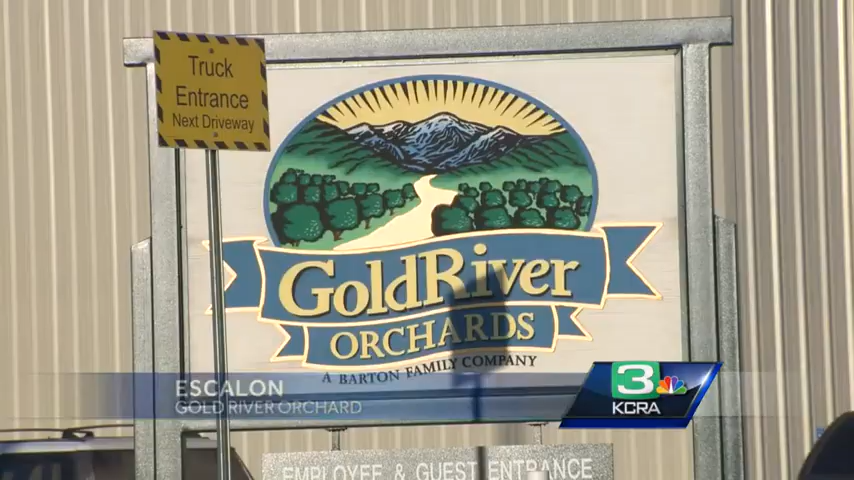 Truck
Entrance
Next Driveway
GoldRiver
ORCHARDS
A BARTON FAMILY COMPANY
ESCALON
GOLD RIVER ORCHARD
3
KCRA
EMPLOYEE & GUEST ENTRANCE